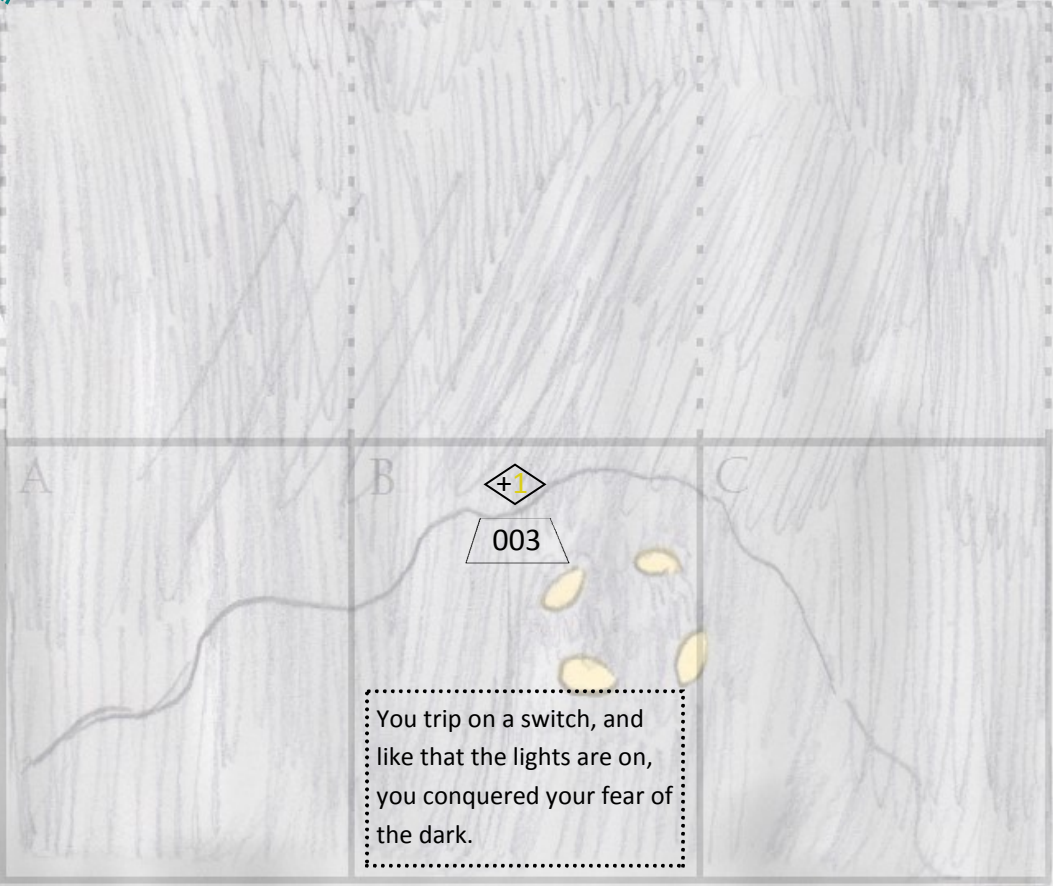 A
B
C
+1
003
You trip on a switch, and
like that the lights are on,
you conquered your fear of
the dark.